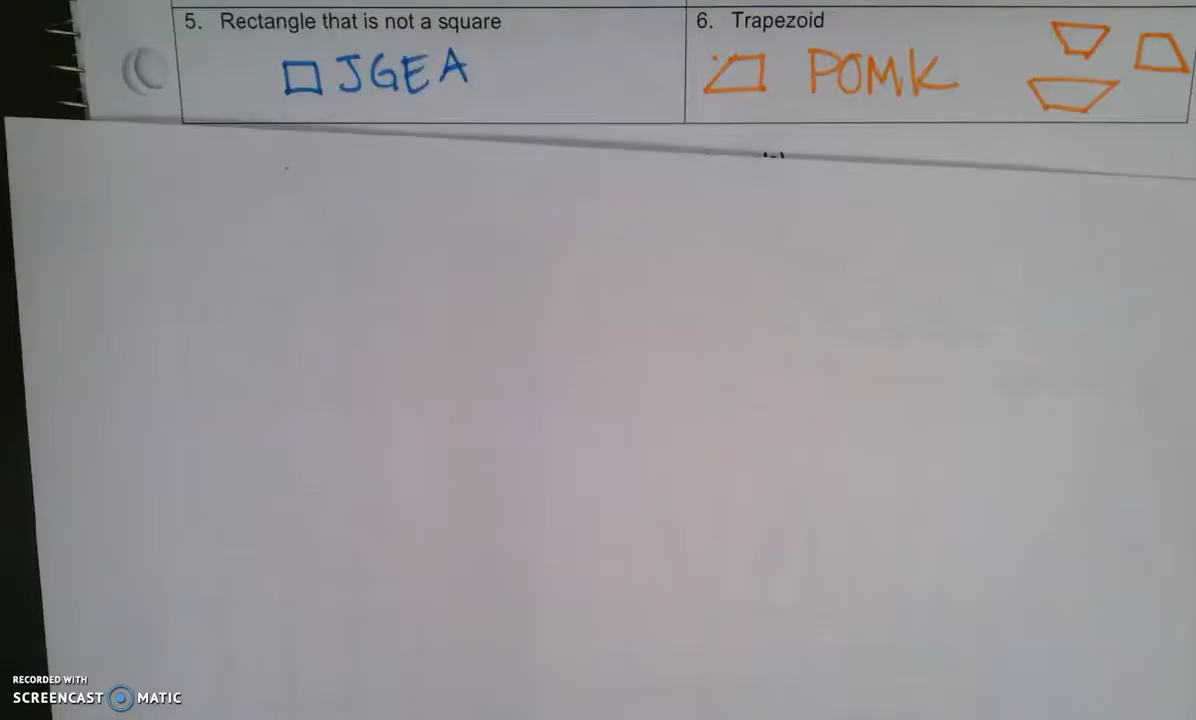 5. Rectangle that is not a square
□ JGEA
6. Trapezoid
POMK
RECORDED WITH
SCREENCAST MATIC